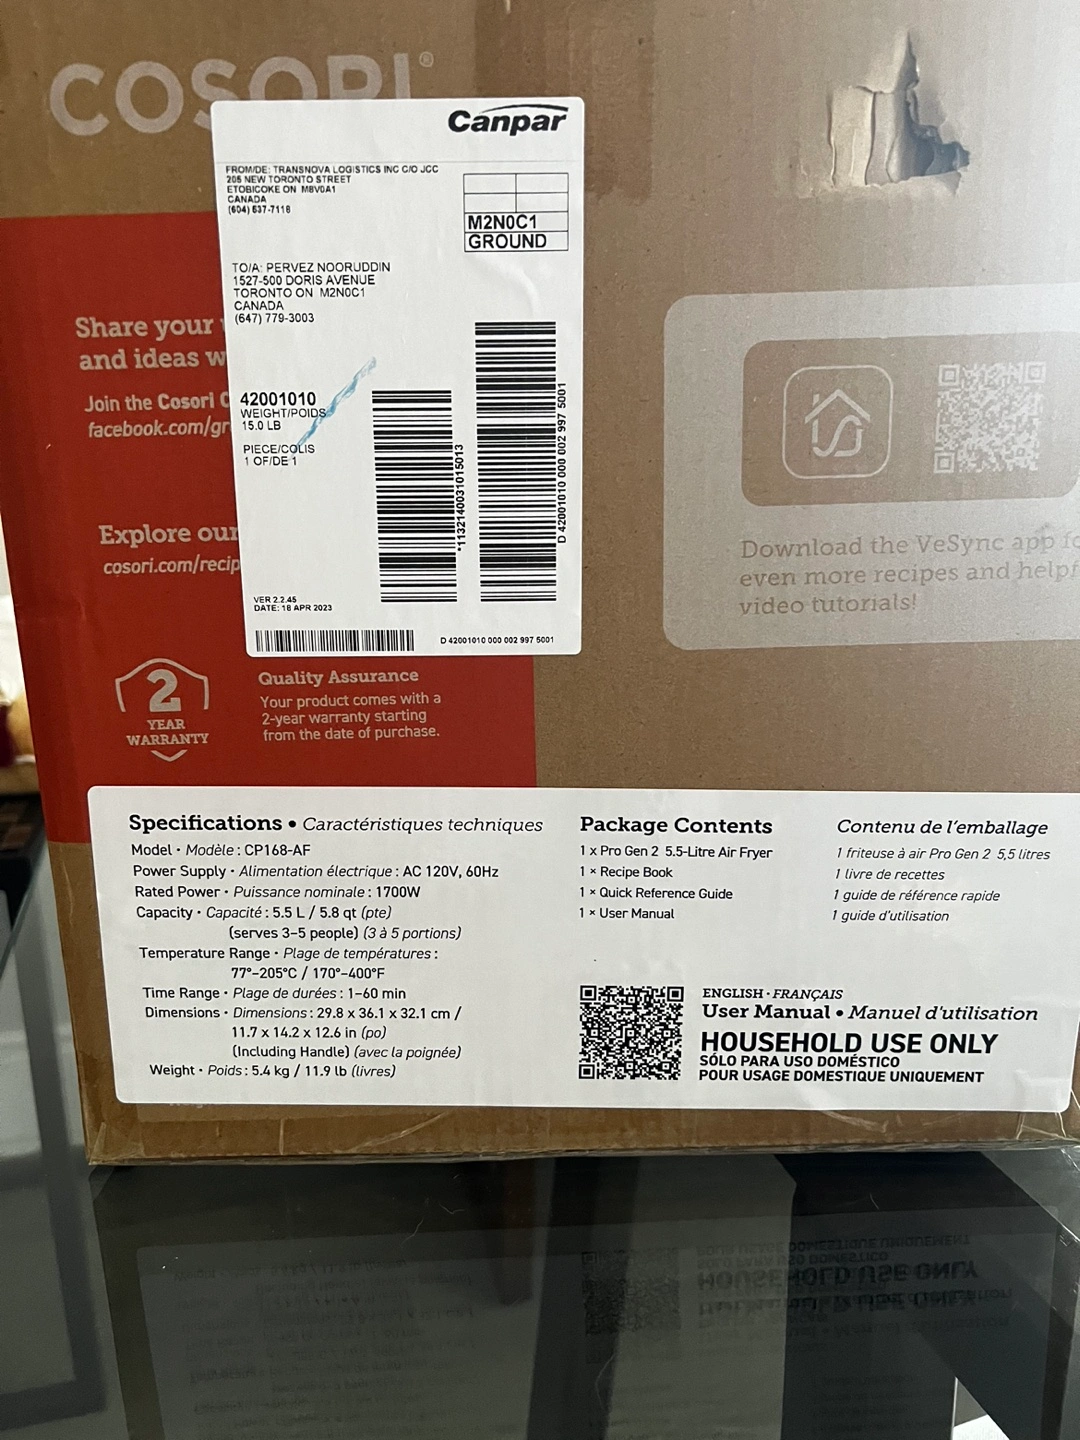 COSORI®
Canpar
FROM/DE: TRANSNOVA LOGISTICS INC C/O JCC
205 NEW TORONTO STREET
ETOBICOKE ON M8V0A1
CANADA
(604) 637-7116
M2N0C1
GROUND
TO/A: PERVEZ NOORUDDIN
1527-500 DORIS AVENUE
TORONTO ON M2N0C1
CANADA
(647) 779-3003
42001010
WEIGHT/POIDS
15.0 LB
PIECE/COLIS
1 OF/DE 1
*1132140031015013
D 42001010 000 002 997 5001
VER 2.2.45
DATE: 18 APR 2023
D 42001010 000 002 997 5001
Share your
and ideas w
Join the Cosori C
facebook.com/gr
Explore our
cosori.com/recip
Download the VeSync app fo
even more recipes and helpf
video tutorials!
2
YEAR
WARRANTY
Quality Assurance
Your product comes with a
2-year warranty starting
from the date of purchase.
Specifications • Caractéristiques techniques
Model • Modèle : CP168-AF
Power Supply • Alimentation électrique : AC 120V, 60Hz
Rated Power • Puissance nominale : 1700W
Capacity • Capacité : 5.5 L / 5.8 qt (pte)
(serves 3–5 people) (3 à 5 portions)
Temperature Range • Plage de températures :
77°–205°C / 170°–400°F
Time Range • Plage de durées : 1–60 min
Dimensions • Dimensions : 29.8 x 36.1 x 32.1 cm /
11.7 x 14.2 x 12.6 in (po)
(Including Handle) (avec la poignée)
Weight • Poids : 5.4 kg / 11.9 lb (livres)
Package Contents
1 x Pro Gen 2 5.5-Litre Air Fryer
1 × Recipe Book
1 × Quick Reference Guide
1 × User Manual
Contenu de l'emballage
1 friteuse à air Pro Gen 2 5,5 litres
1 livre de recettes
1 guide de référence rapide
1 guide d'utilisation
ENGLISH • FRANÇAIS
User Manual • Manuel d'utilisation
HOUSEHOLD USE ONLY
SÓLO PARA USO DOMÉSTICO
POUR USAGE DOMESTIQUE UNIQUEMENT